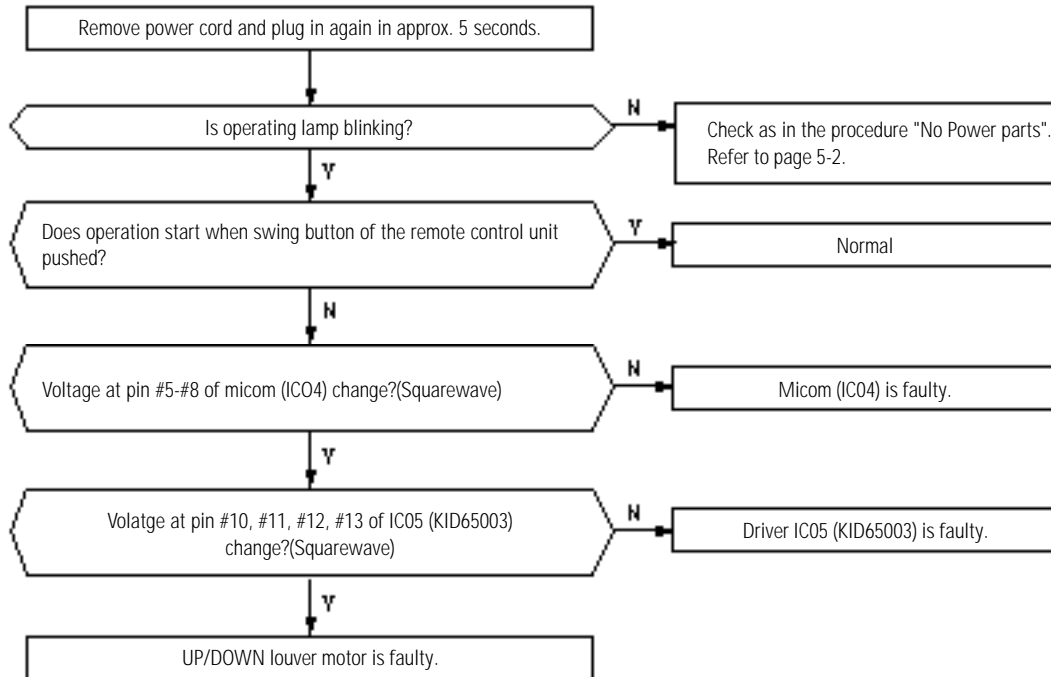 Remove power cord and plug in again in approx. 5 seconds.
Is operating lamp blinking?
N
Check as in the procedure "No Power parts".
Refer to page 5-2.
Y
Does operation start when swing button of the remote control unit
pushed?
Y
Normal
N
Voltage at pin #5-#8 of micom (ICO4) change?(Squarewave)
N
Micom (IC04) is faulty.
Y
Volatge at pin #10, #11, #12, #13 of IC05 (KID65003)
change?(Squarewave)
N
Driver IC05 (KID65003) is faulty.
Y
UP/DOWN louver motor is faulty.